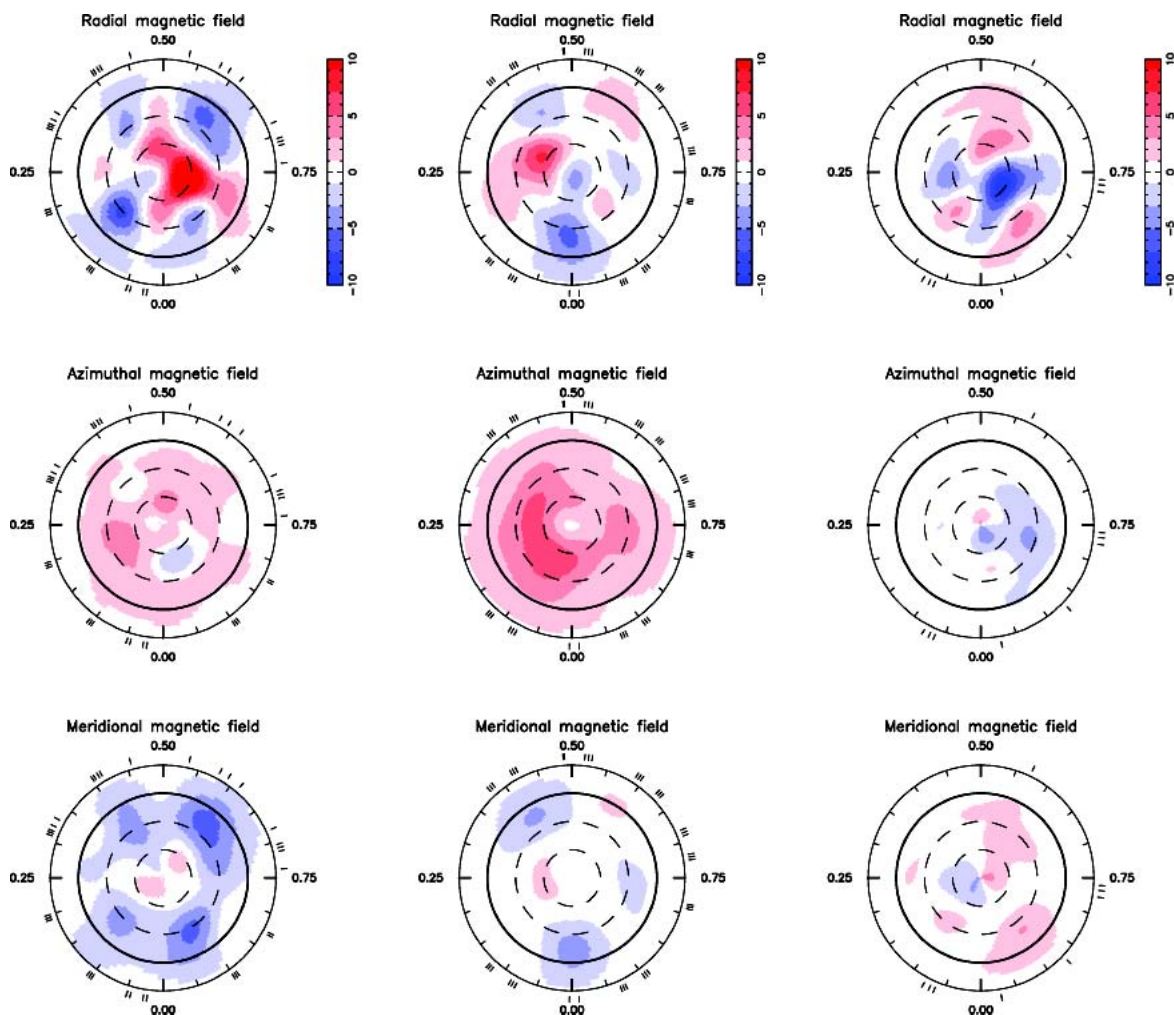 Radial magnetic field Radial magnetic field Radial magnetic field
0.50 0.50
10 10 10
5 5 5
0.25 0 0.75 0.25 0 0.75 0.25 0 0.75
−5 −5 −5
−10 −10 −10
0.00 0.00 0.00
Azimuthal magnetic field Azimuthal magnetic field Azimuthal magnetic field
0.50 0.50 0.50
0.25 0.75 0.25 0.75 0.25 0.75
0.00 0.00 0.00
Meridional magnetic field Meridional magnetic field Meridional magnetic field
0.50 0.50 0.50
0.25 0.75 0.25 0.75 0.25 0.75
0.00 0.00 0.00